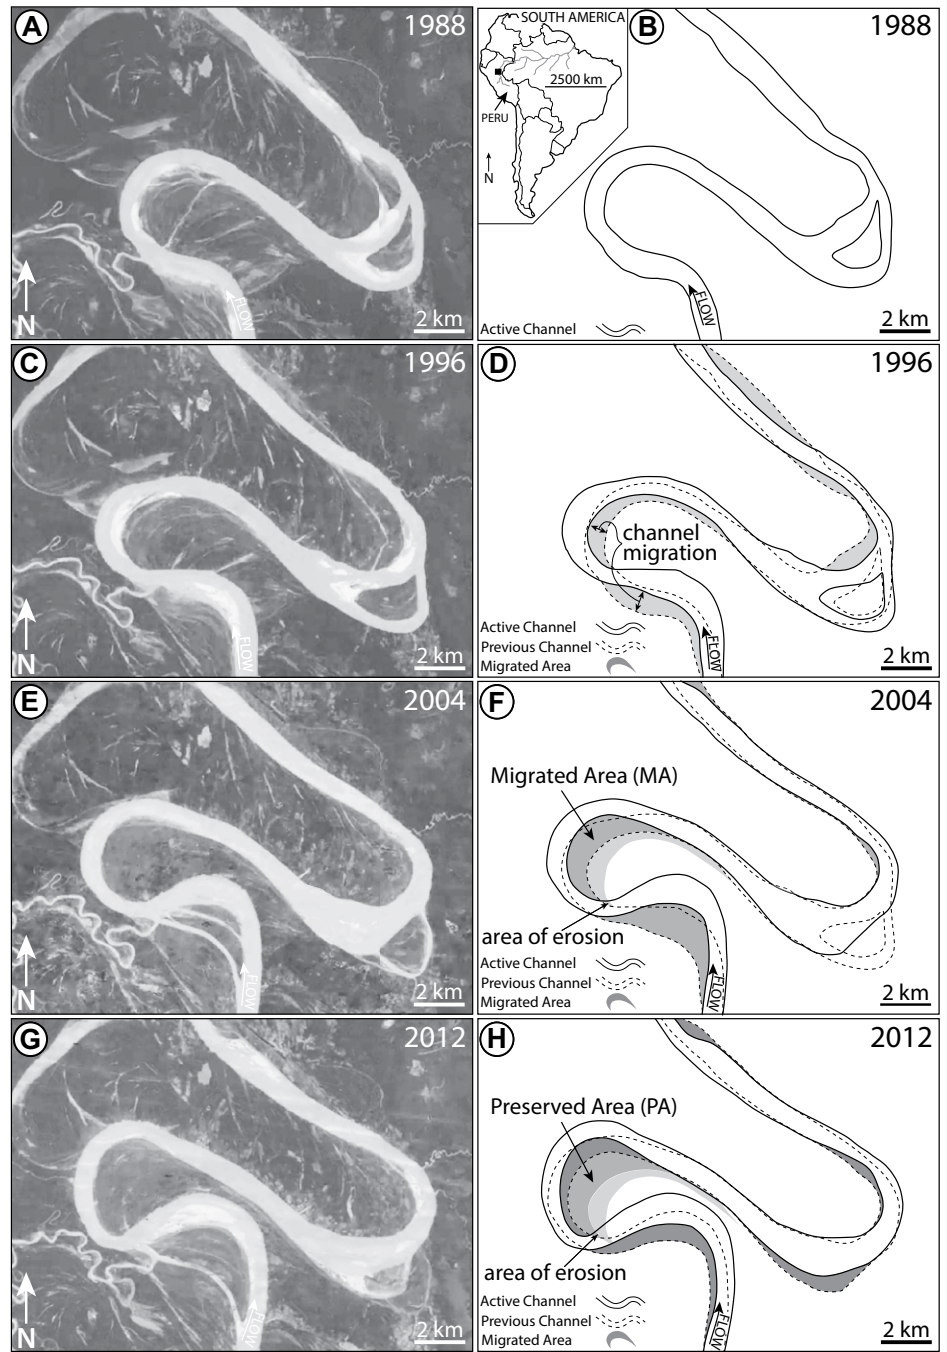 A
1988
FLOW
N
2 km
SOUTH AMERICA
2500 km
PERU
N
B
1988
FLOW
Active Channel
2 km
C
1996
FLOW
N
2 km
D
1996
channel
migration
Active Channel
Previous Channel
Migrated Area
FLOW
2 km
E
2004
FLOW
N
2 km
F
2004
Migrated Area (MA)
area of erosion
Active Channel
Previous Channel
Migrated Area
FLOW
2 km
G
2012
FLOW
N
2 km
H
2012
Preserved Area (PA)
area of erosion
Active Channel
Previous Channel
Migrated Area
FLOW
2 km